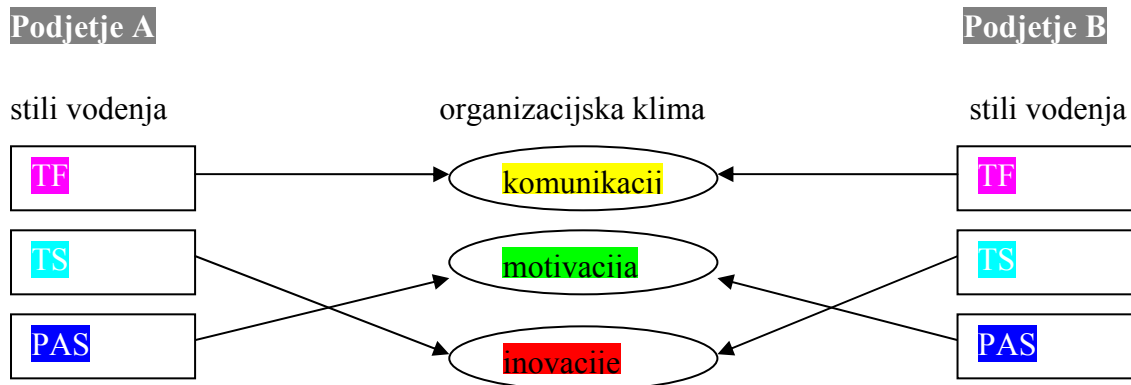 Podjetje A Podjetje B
stili vodenja organizacijska klima stili vodenja
TF komunikacij TF
TS motivacija TS
PAS inovacije PAS